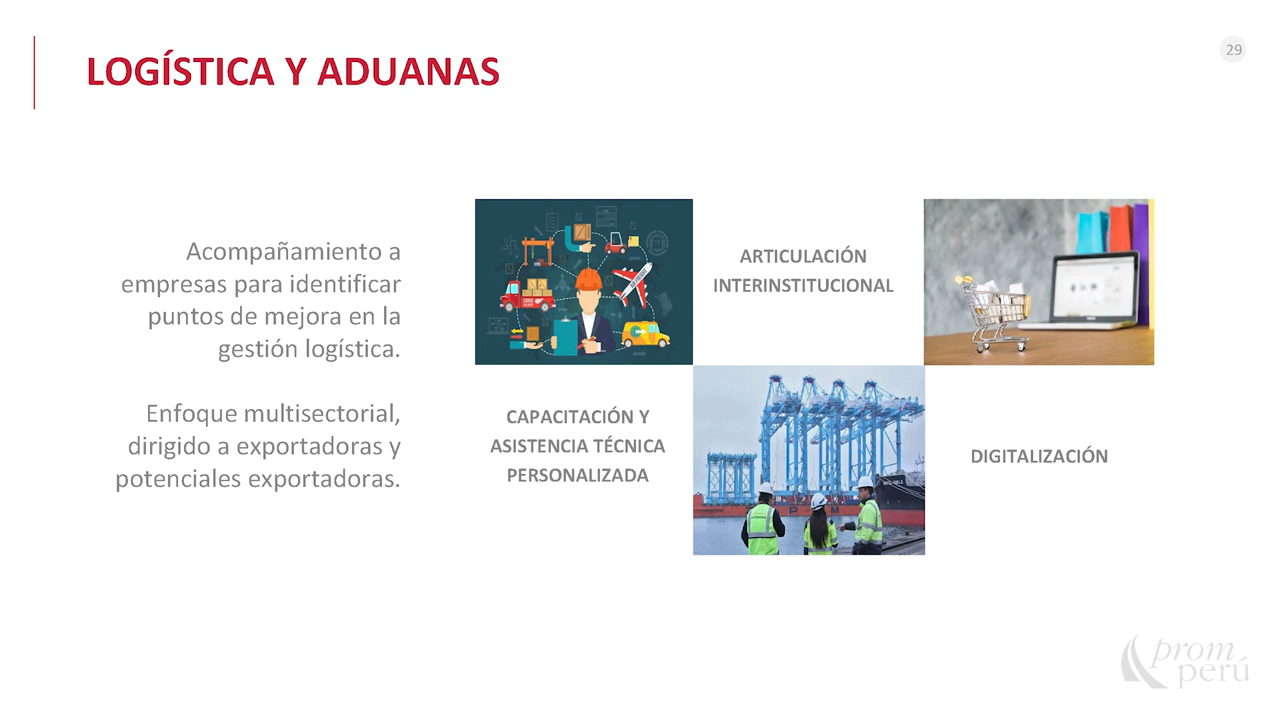 29
LOGÍSTICA Y ADUANAS
Acompañamiento a
empresas para identificar
puntos de mejora en la
gestión logística.
Enfoque multisectorial,
dirigido a exportadoras y
potenciales exportadoras.
CAPACITACIÓN Y
ASISTENCIA TÉCNICA
PERSONALIZADA
ARTICULACIÓN
INTERINSTITUCIONAL
DIGITALIZACIÓN
prom
perú